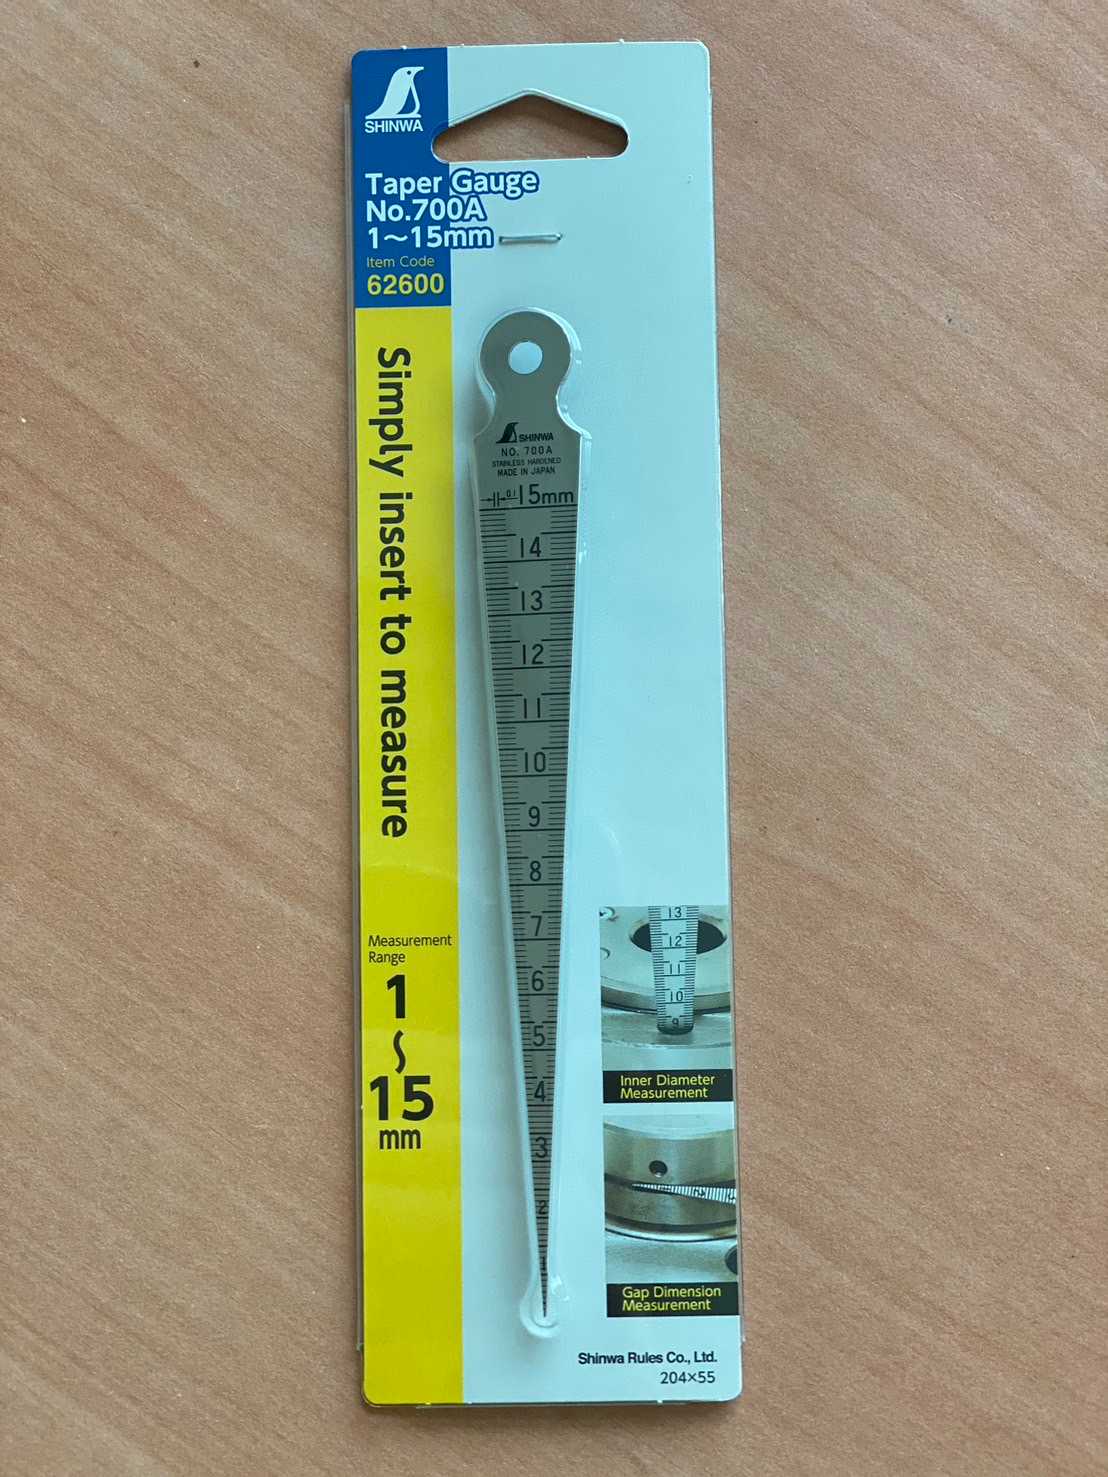 SHINWA
Taper Gauge
No.700A
1～15mm
Item Code
62600
Simply insert to measure
Measurement
Range
1
～
15
mm
SHINWA
NO. 700A
STAINLESS HARDENED
MADE IN JAPAN
0.1 15mm
14
13
12
11
10
9
8
7
6
5
4
3
2
13
12
11
10
9
Inner Diameter
Measurement
Gap Dimension
Measurement
Shinwa Rules Co., Ltd.
204×55